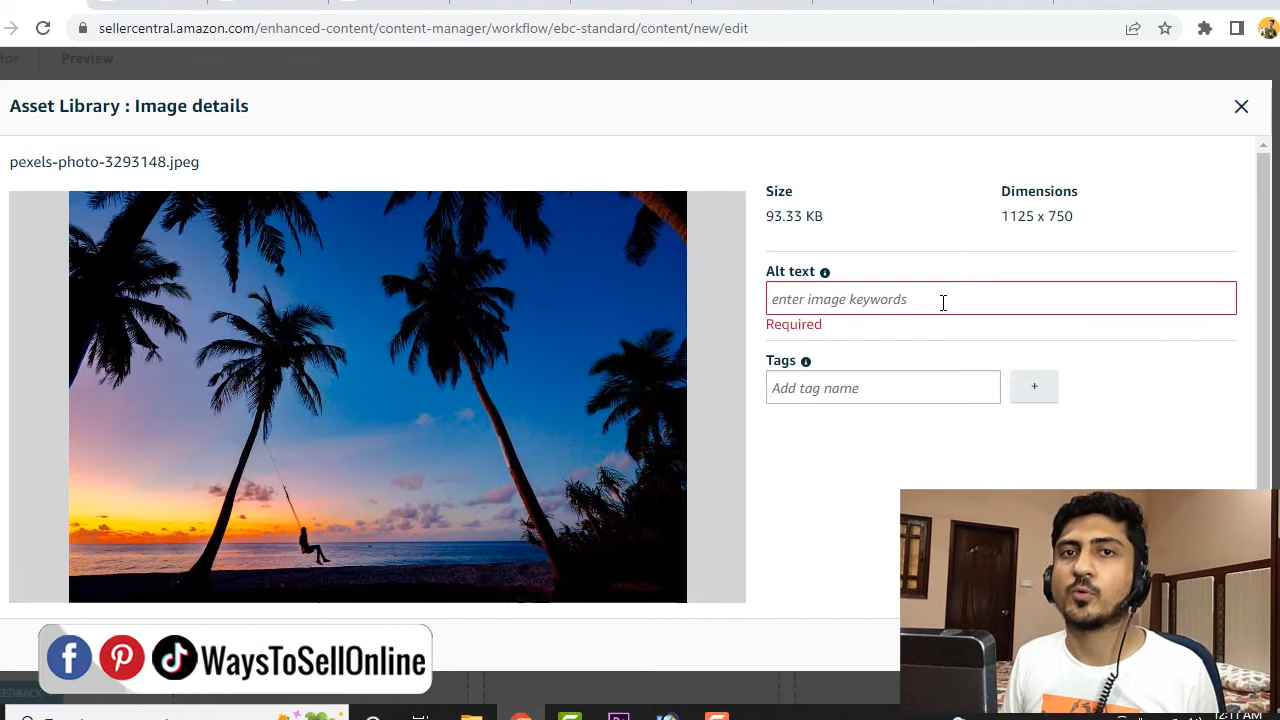 sellercentral.amazon.com/enhanced-content/content-manager/workflow/ebc-standard/content/new/edit
Preview
Asset Library : Image details
pexels-photo-3293148.jpeg
Size
Dimensions
93.33 KB
1125 x 750
Alt text
enter image keywords
Required
Tags
Add tag name
+
WaysToSellOnline